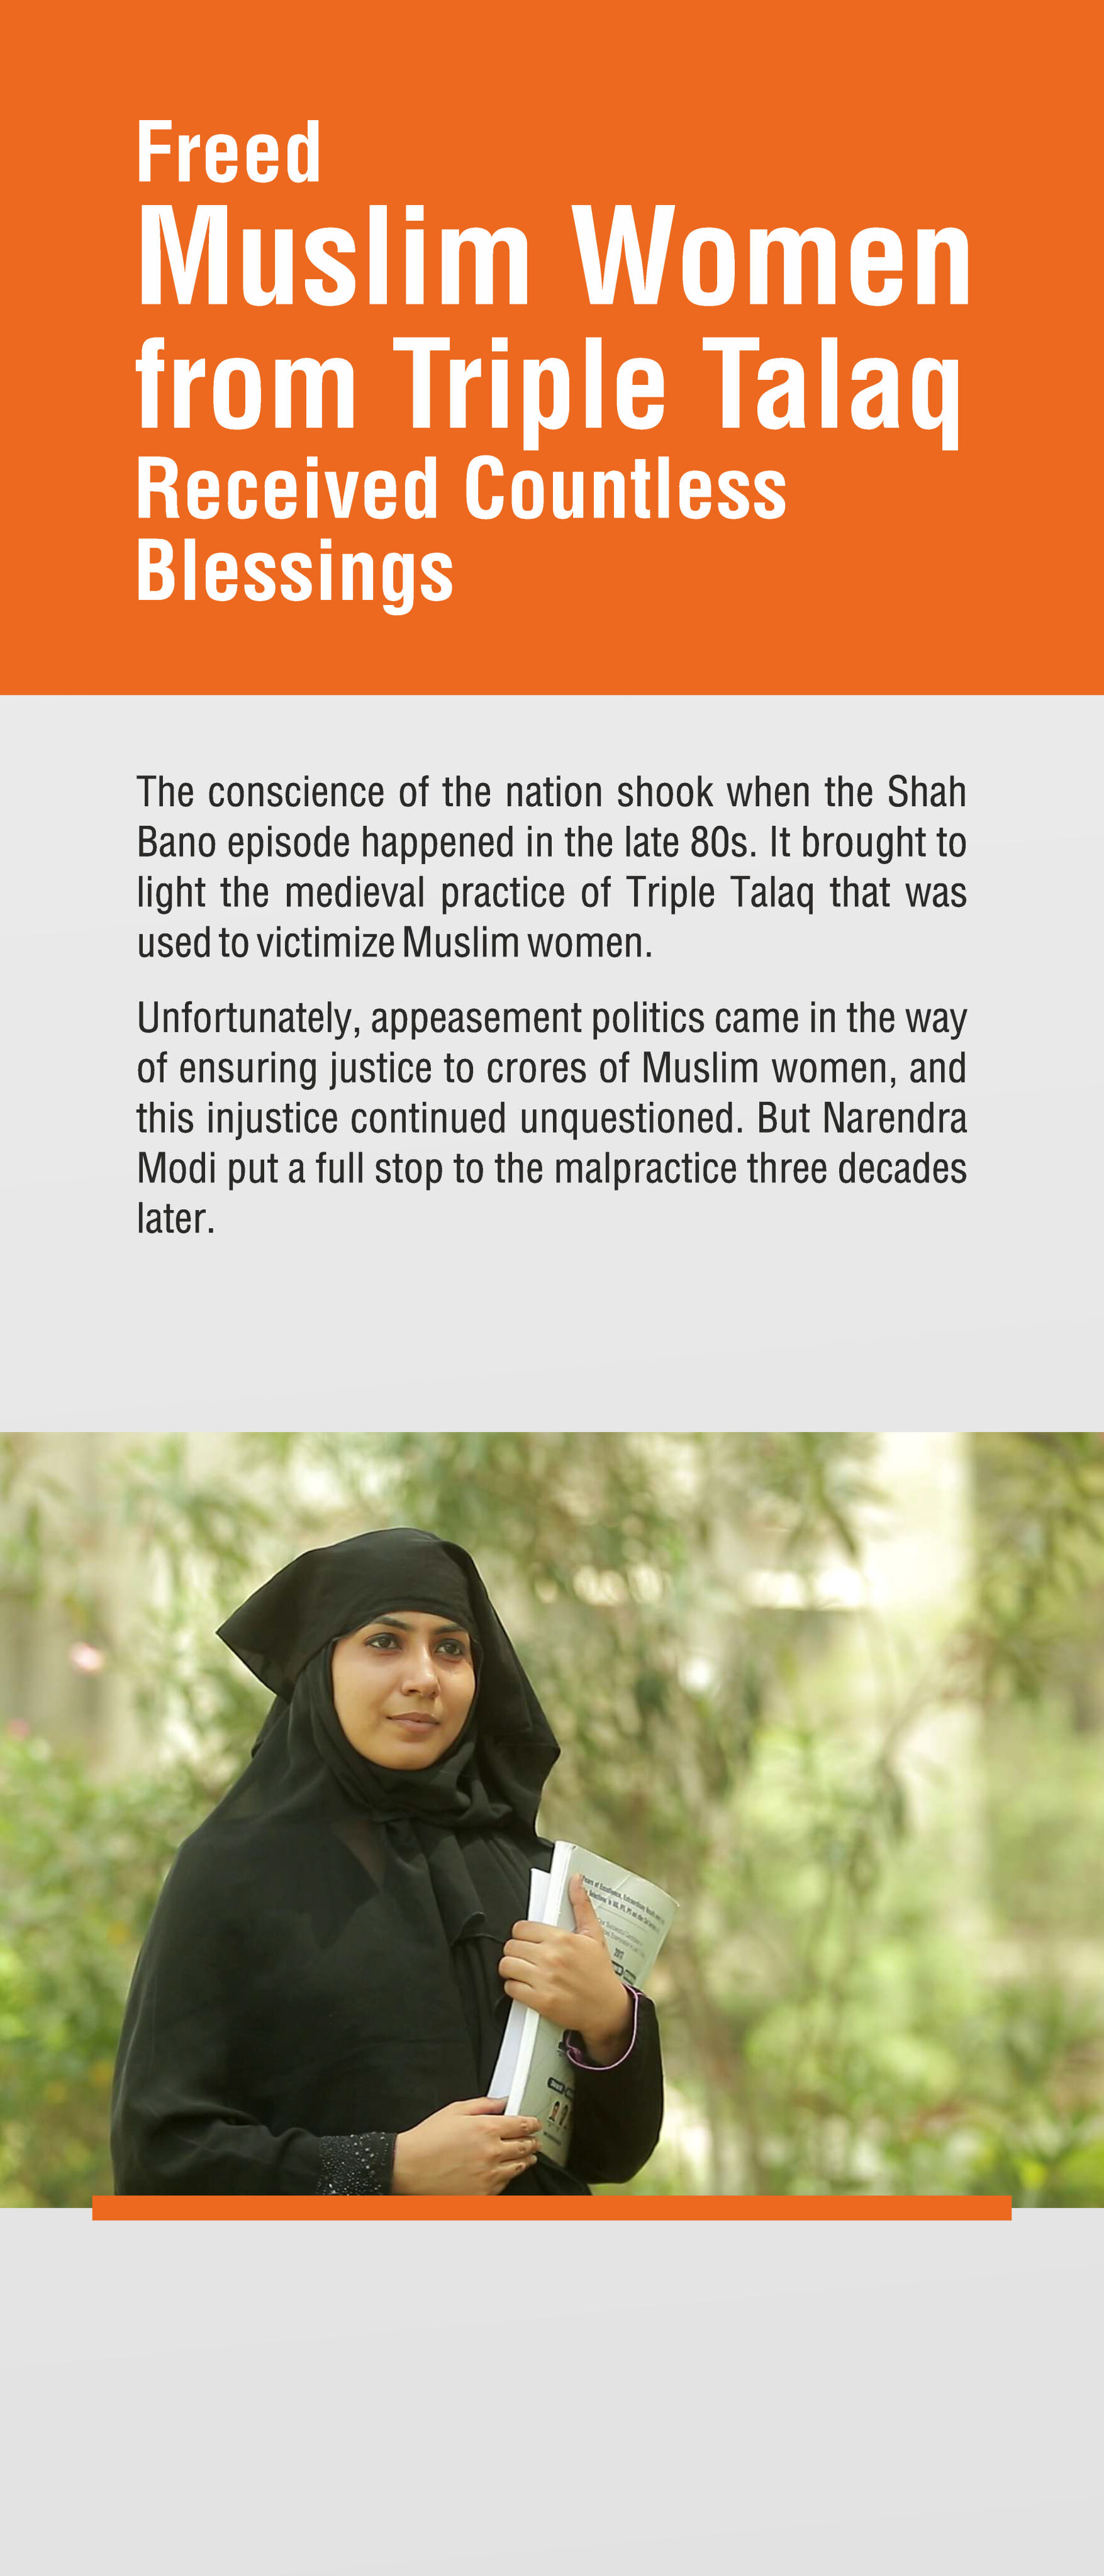 Freed
Muslim Women
from Triple Talaq
Received Countless
Blessings
The conscience of the nation shook when the Shah
Bano episode happened in the late 80s. It brought to
light the medieval practice of Triple Talaq that was
used to victimize Muslim women.
Unfortunately, appeasement politics came in the way
of ensuring justice to crores of Muslim women, and
this injustice continued unquestioned. But Narendra
Modi put a full stop to the malpractice three decades
later.
2017